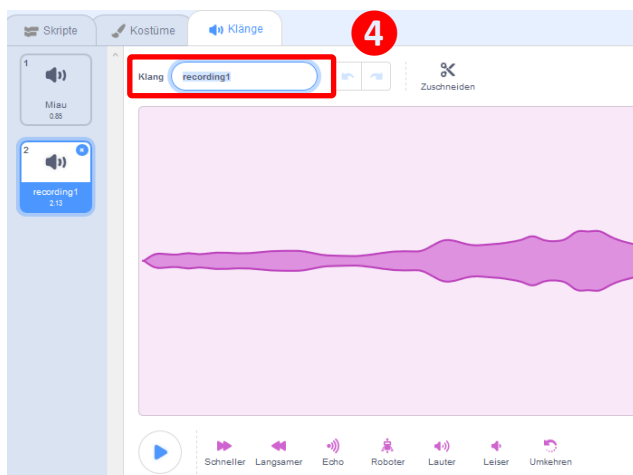 Skripte Kostüme Klänge
4
1
Miau
0.85
2
recording1
2.13
Klang recording1
Zuschneiden
Schneller Langsamer Echo Roboter Lauter Leiser Umkehren